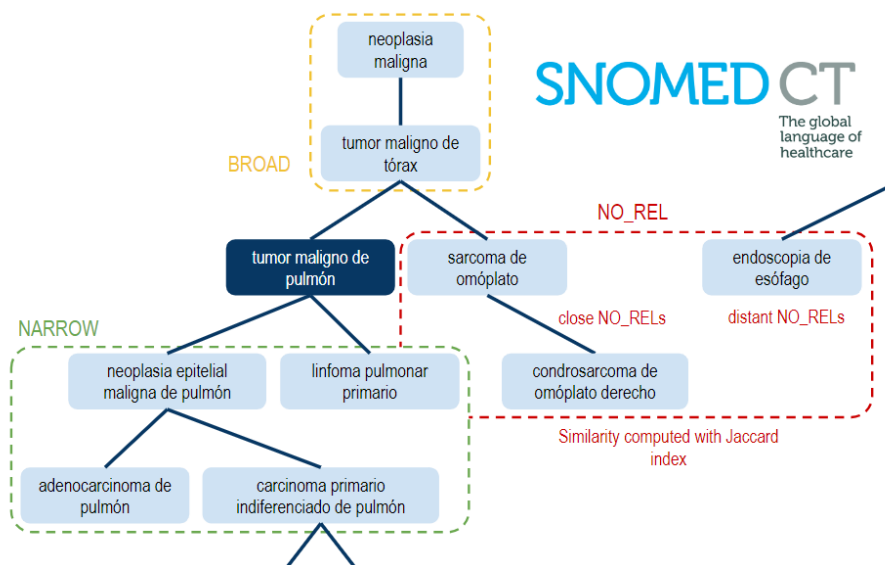 neoplasia
maligna
SNOMED CT
The global
language of
healthcare
tumor maligno de
tórax
BROAD
NO_REL
tumor maligno de
pulmón
sarcoma de
omóplato
endoscopia de
esófago
close NO_RELs
distant NO_RELs
NARROW
neoplasia epitelial
maligna de pulmón
linfoma pulmonar
primario
condrosarcoma de
omóplato derecho
Similarity computed with Jaccard
index
adenocarcinoma de
pulmón
carcinoma primario
indiferenciado de pulmón